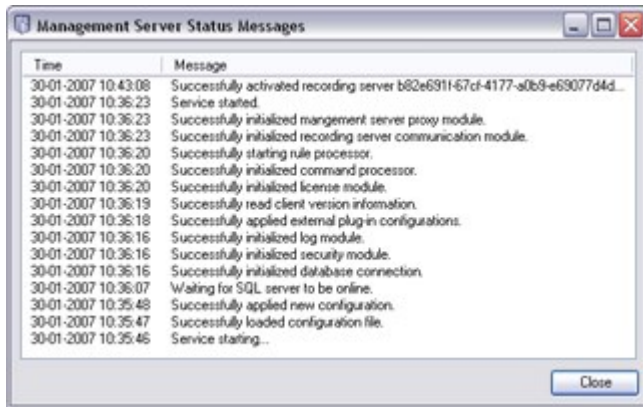 Management Server Status Messages
Time Message
30-01-2007 10:43:08 Successfully activated recording server b82e691f-67cf-4177-a0b9-e69077d4d...
30-01-2007 10:36:23 Service started.
30-01-2007 10:36:23 Successfully initialized mangement server proxy module.
30-01-2007 10:36:23 Successfully initialized recording server communication module.
30-01-2007 10:36:20 Successfully starting rule processor.
30-01-2007 10:36:20 Successfully initialized command processor.
30-01-2007 10:36:20 Successfully initialized license module.
30-01-2007 10:36:19 Successfully read client version information.
30-01-2007 10:36:18 Successfully applied external plug-in configurations.
30-01-2007 10:36:16 Successfully initialized log module.
30-01-2007 10:36:16 Successfully initialized security module.
30-01-2007 10:36:16 Successfully initialized database connection.
30-01-2007 10:36:07 Waiting for SQL server to be online.
30-01-2007 10:35:48 Successfully applied new configuration.
30-01-2007 10:35:47 Successfully loaded configuration file.
30-01-2007 10:35:46 Service starting...
Close